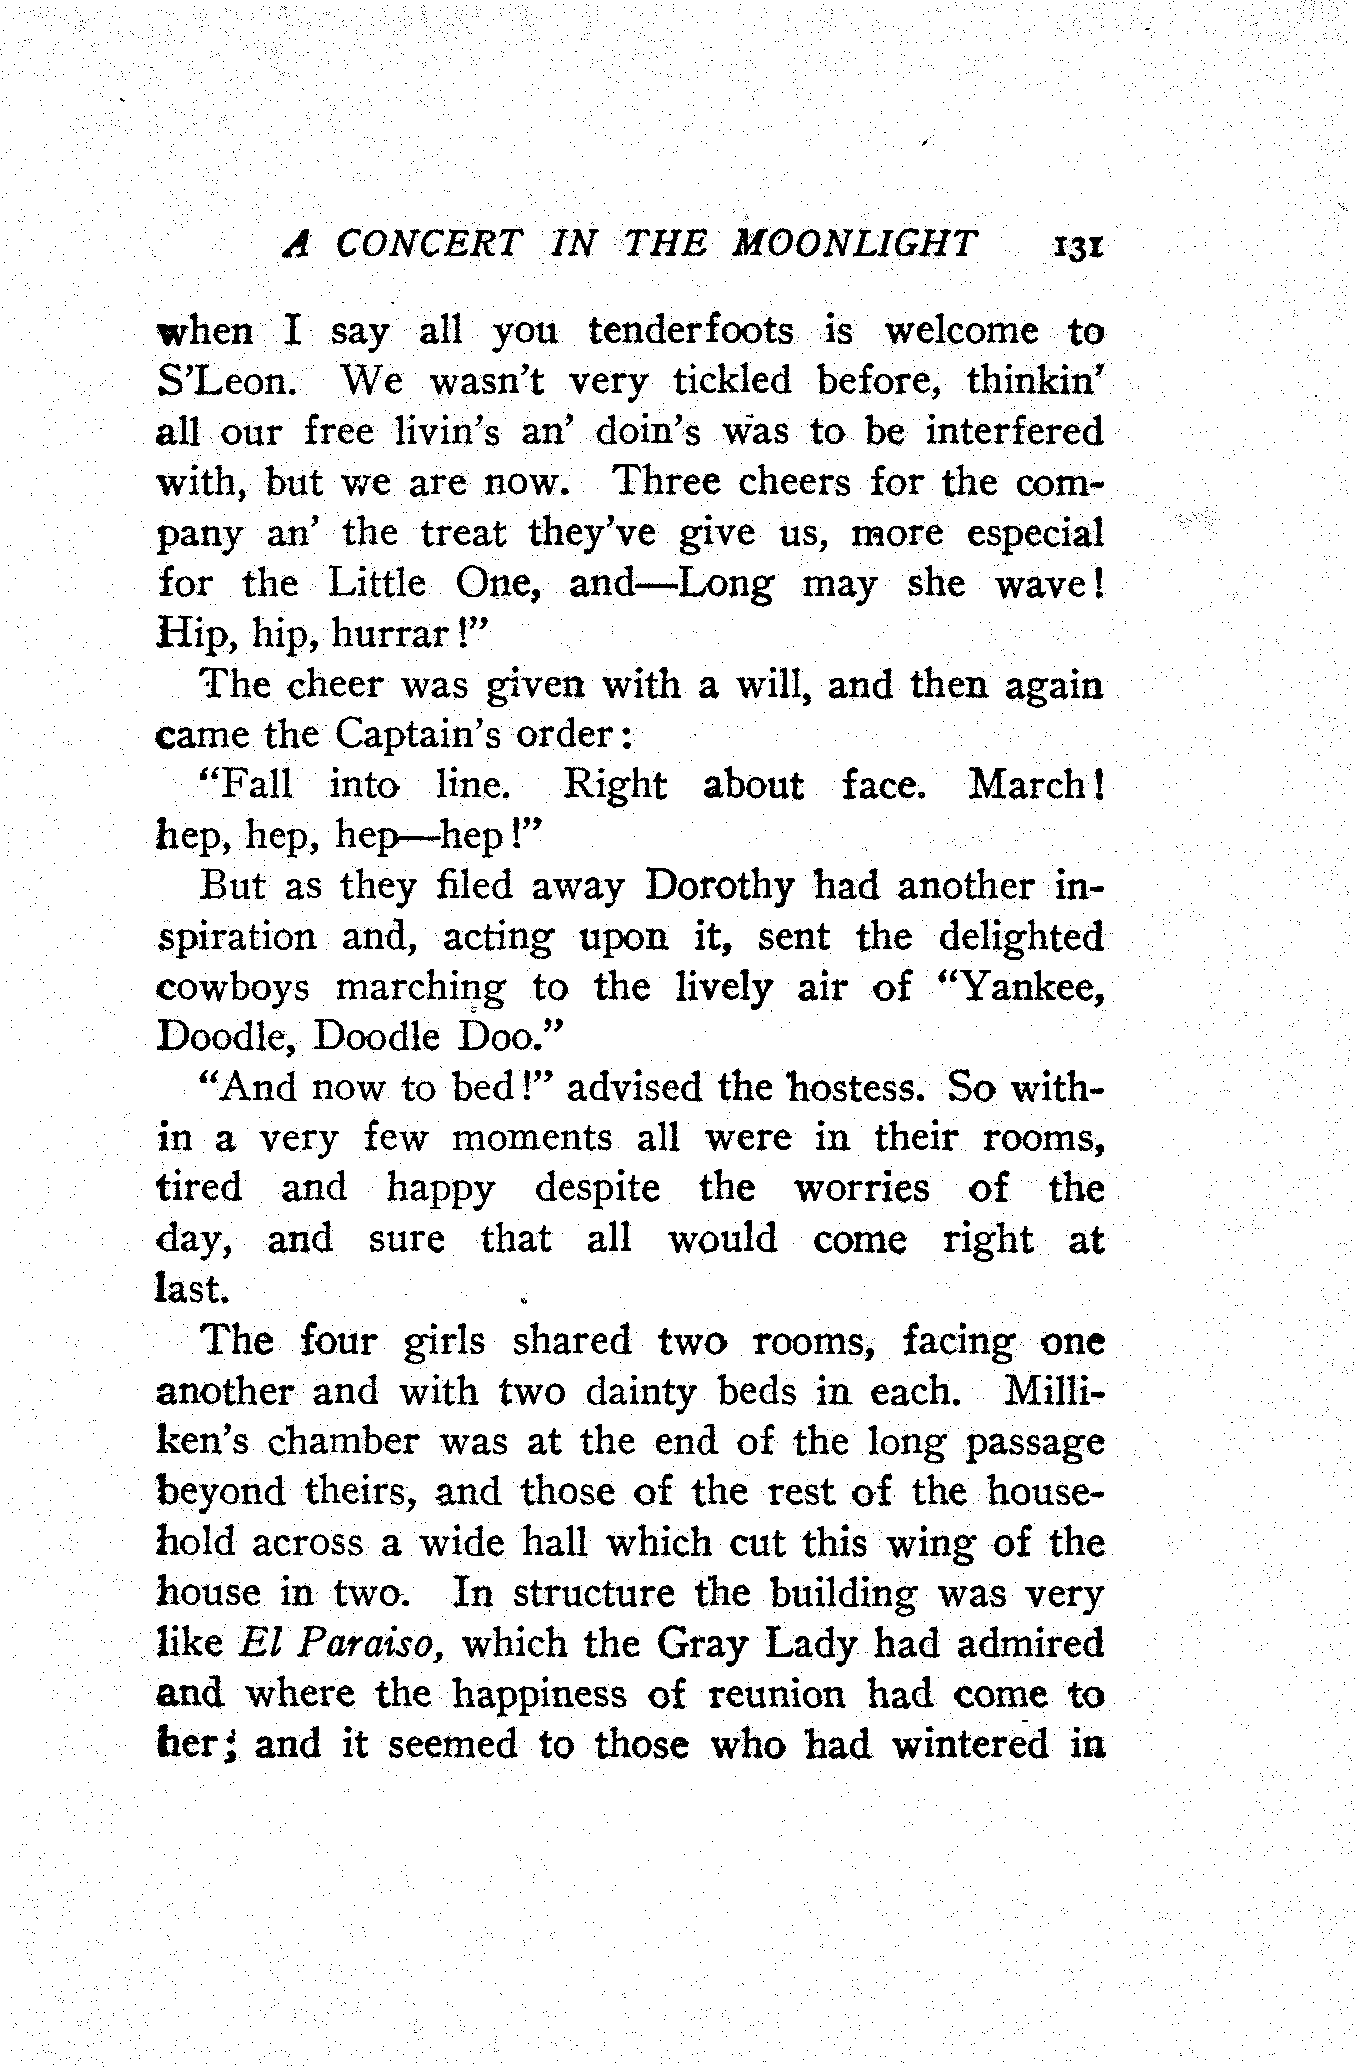 A CONCERT IN THE MOONLIGHT 131
when I say all you tenderfoots is welcome to
S'Leon. We wasn't very tickled before, thinkin'
all our free livin's an' doin's was to be interfered
with, but we are now. Three cheers for the com-
pany an' the treat they've give us, more especial
for the Little One, and—Long may she wave!
Hip, hip, hurrar!"
The cheer was given with a will, and then again
came the Captain's order:
"Fall into line. Right about face. March!
hep, hep, hep—hep!"
But as they filed away Dorothy had another in-
spiration and, acting upon it, sent the delighted
cowboys marching to the lively air of "Yankee,
Doodle, Doodle Doo."
"And now to bed!" advised the hostess. So with-
in a very few moments all were in their rooms,
tired and happy despite the worries of the
day, and sure that all would come right at
last.
The four girls shared two rooms, facing one
another and with two dainty beds in each. Milli-
ken's chamber was at the end of the long passage
beyond theirs, and those of the rest of the house-
hold across a wide hall which cut this wing of the
house in two. In structure the building was very
like El Paraiso, which the Gray Lady had admired
and where the happiness of reunion had come to
her; and it seemed to those who had wintered in